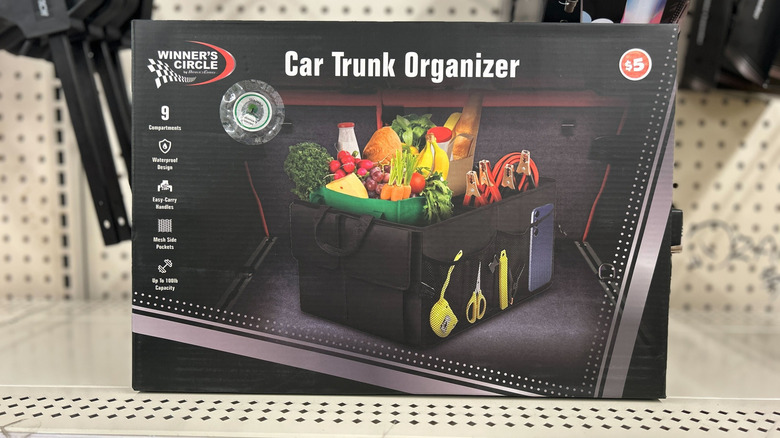 WINNER'S
CIRCLE
Car Trunk Organizer
$5
9
Compartments
Waterproof
Design
Easy-Carry
Handles
Mesh Side
Pockets
Up To 100lb
Capacity